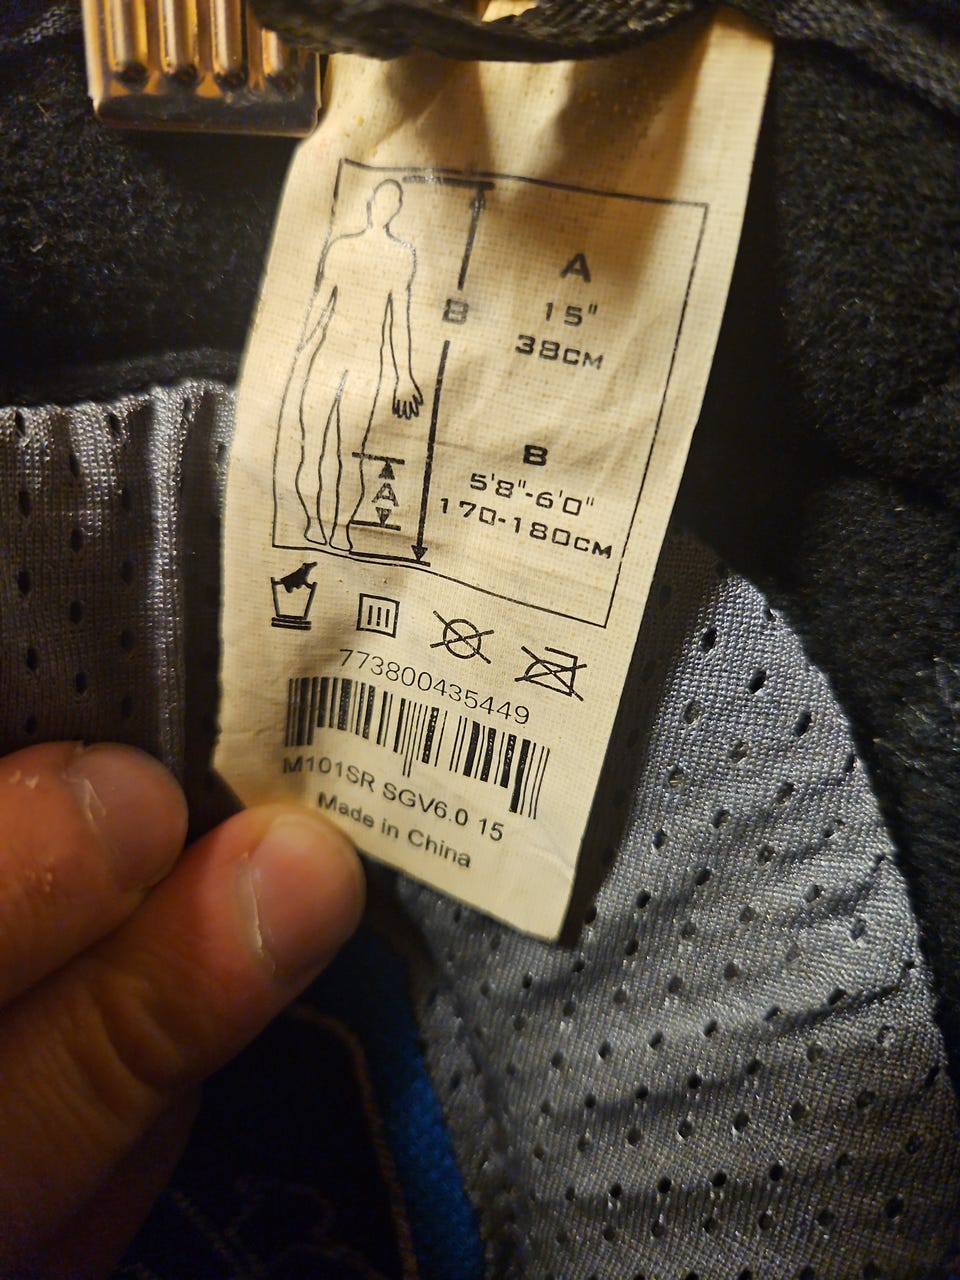 B
A
A
15"
38CM
B
5'8"-6'0"
170-180CM
773800435449
M101SR SGV6.0 15
Made in China